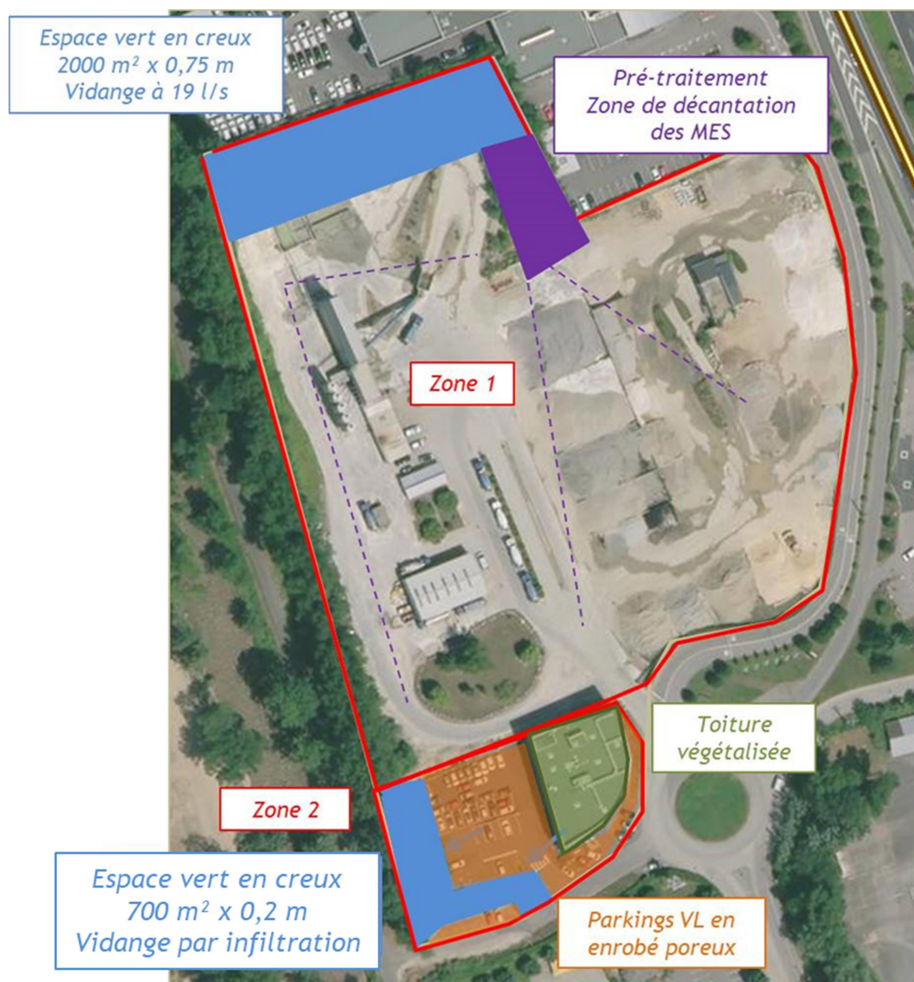 Espace vert en creux
2000 m² x 0,75 m
Vidange à 19 l/s
Pré-traitement
Zone de décantation
des MES
Zone 1
Toiture
végétalisée
Zone 2
Espace vert en creux
700 m² x 0,2 m
Vidange par infiltration
Parkings VL en
enrobé poreux